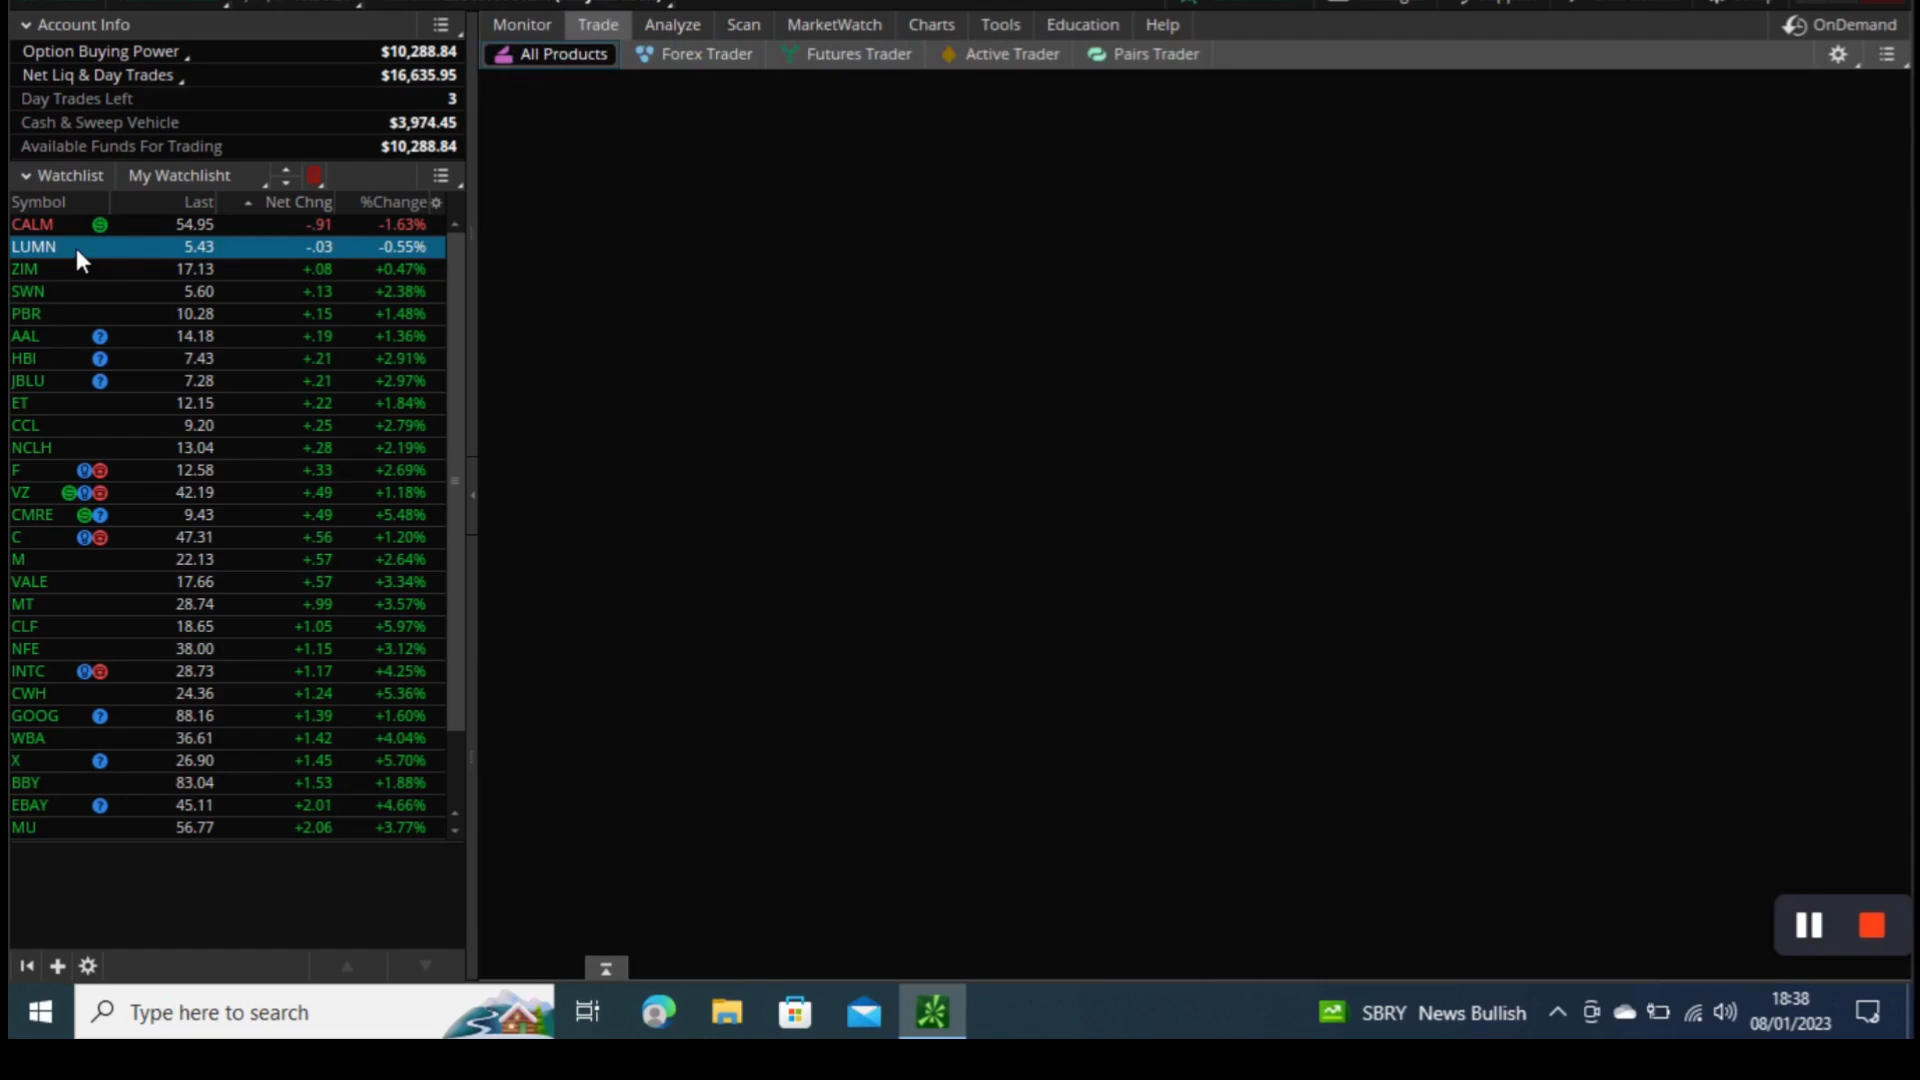 Account Info
Option Buying Power $10,288.84
Net Liq & Day Trades $16,635.95
Day Trades Left 3
Cash & Sweep Vehicle $3,974.45
Available Funds For Trading $10,288.84
Watchlist My Watchlisht
Symbol Last Net Chng %Change
CALM 54.95 -.91 -1.63%
LUMN 5.43 -.03 -0.55%
ZIM 17.13 +.08 +0.47%
SWN 5.60 +.13 +2.38%
PBR 10.28 +.15 +1.48%
AAL 14.18 +.19 +1.36%
HBI 7.43 +.21 +2.91%
JBLU 7.28 +.21 +2.97%
ET 12.15 +.22 +1.84%
CCL 9.20 +.25 +2.79%
NCLH 13.04 +.28 +2.19%
F 12.58 +.33 +2.69%
VZ 42.19 +.49 +1.18%
CMRE 9.43 +.49 +5.48%
C 47.31 +.56 +1.20%
M 22.13 +.57 +2.64%
VALE 17.66 +.57 +3.34%
MT 28.74 +.99 +3.57%
CLF 18.65 +1.05 +5.97%
NFE 38.00 +1.15 +3.12%
INTC 28.73 +1.17 +4.25%
CWH 24.36 +1.24 +5.36%
GOOG 88.16 +1.39 +1.60%
WBA 36.61 +1.42 +4.04%
X 26.90 +1.45 +5.70%
BBY 83.04 +1.53 +1.88%
EBAY 45.11 +2.01 +4.66%
MU 56.77 +2.06 +3.77%
Monitor Trade Analyze Scan MarketWatch Charts Tools Education Help OnDemand
All Products Forex Trader Futures Trader Active Trader Pairs Trader
Type here to search
SBRY News Bullish
18:38
08/01/2023